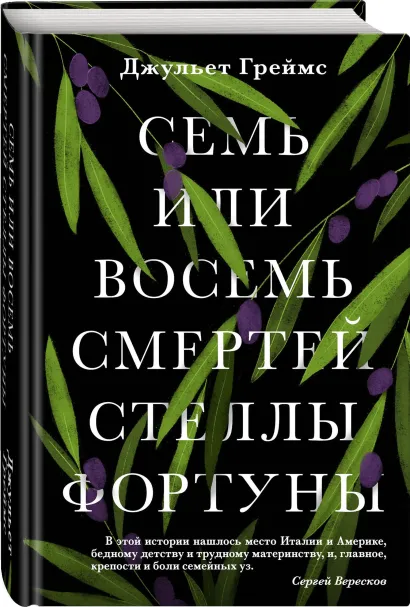 Джульет Греймс
СЕМЬ
ИЛИ
ВОСЕМЬ
СМЕРТЕЙ
СТЕЛЛЫ
ФОРТУНЫ
В этой истории нашлось место Италии и Америке,
бедному детству и трудному материнству, и, главное,
крепости и боли семейных уз.
Сергей Вересков